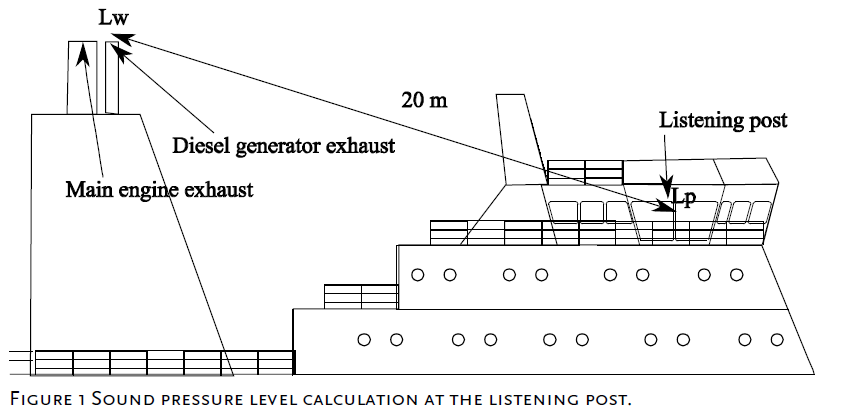 Lw
20 m
Listening post
Diesel generator exhaust
Main engine exhaust
Lp
FIGURE 1 SOUND PRESSURE LEVEL CALCULATION AT THE LISTENING POST.